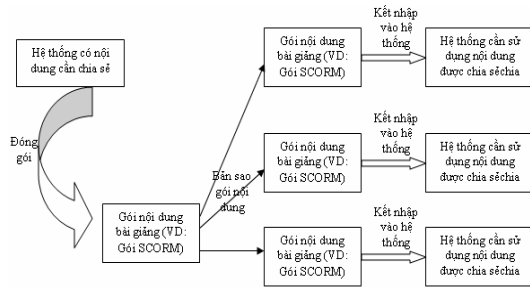 Hệ thống có nội
dung cần chia sẻ
Đóng
gói
Gói nội dung
bài giảng (VD:
Gói SCORM)
Bản sao
gói nội
dung
Gói nội dung
bài giảng (VD:
Gói SCORM)
Kết nhập
vào hệ
thống
Hệ thống cần sử
dụng nội dung
được chia sẻchia
Gói nội dung
bài giảng (VD:
Gói SCORM)
Kết nhập
vào hệ
thống
Hệ thống cần sử
dụng nội dung
được chia sẻchia
Gói nội dung
bài giảng (VD:
Gói SCORM)
Kết nhập
vào hệ
thống
Hệ thống cần sử
dụng nội dung
được chia sẻchia